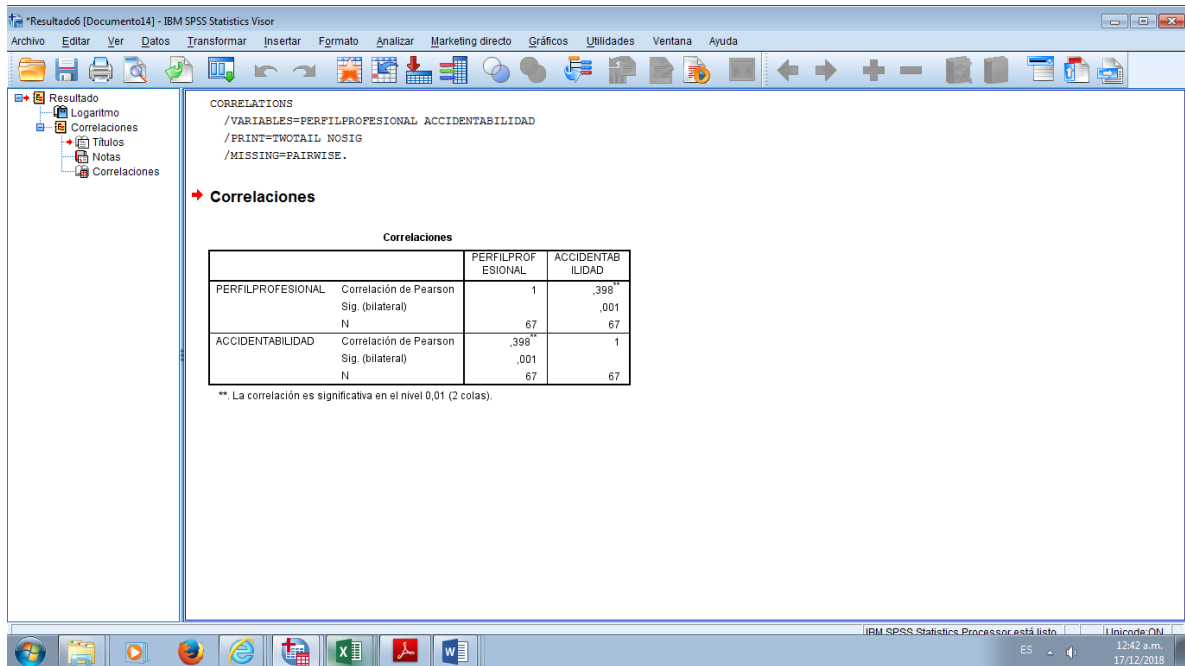 *Resultado6 [Documento14] - IBM SPSS Statistics Visor
Archivo Editar Ver Datos Transformar Insertar Formato Analizar Marketing directo Gráficos Utilidades Ventana Ayuda
Resultado
Logaritmo
Correlaciones
Títulos
Notas
Correlaciones
CORRELATIONS
/VARIABLES=PERFILPROFESIONAL ACCIDENTABILIDAD
/PRINT=TWOTAIL NOSIG
/MISSING=PAIRWISE.
Correlaciones
Correlaciones
PERFILPROF ACCIDENTAB
ESIONAL ILIDAD
PERFILPROFESIONAL Correlación de Pearson 1 ,398**
Sig. (bilateral) ,001
N 67 67
ACCIDENTABILIDAD Correlación de Pearson ,398** 1
Sig. (bilateral) ,001
N 67 67
**. La correlación es significativa en el nivel 0,01 (2 colas).
IBM SPSS Statistics Processor está listo Unicode:ON
ES 12:42 a.m.
17/12/2018